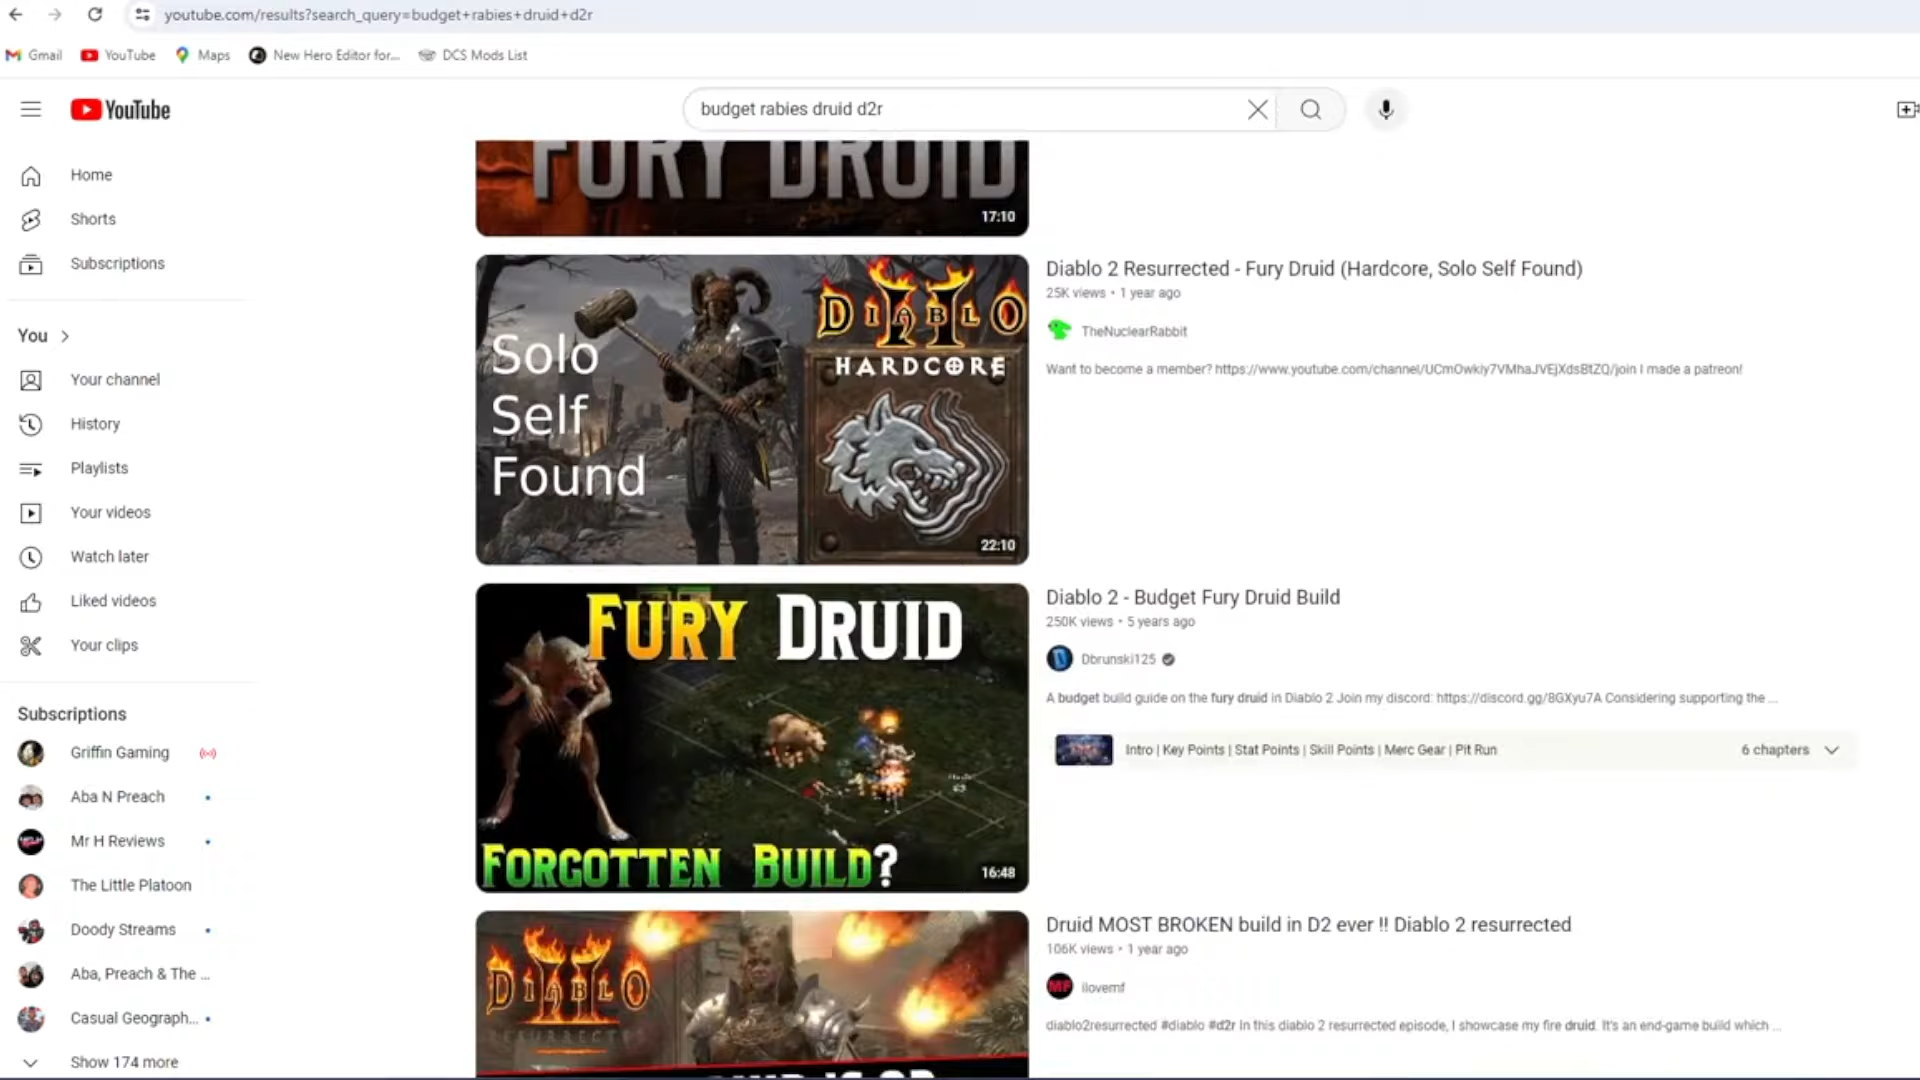 youtube.com/results?search_query=budget+rabies+druid+d2r
Gmail
YouTube
Maps
New Hero Editor for...
DCS Mods List
YouTube
budget rabies druid d2r
Home
Shorts
Subscriptions
You
Your channel
History
Playlists
Your videos
Watch later
Liked videos
Your clips
Subscriptions
Griffin Gaming
Aba N Preach
Mr H Reviews
The Little Platoon
Doody Streams
Aba, Preach & The ...
Casual Geograph...
Show 174 more
FURY DRUID
17:10
Solo
Self
Found
DIABLO
II
HARDCORE
22:10
Diablo 2 Resurrected - Fury Druid (Hardcore, Solo Self Found)
25K views • 1 year ago
TheNuclearRabbit
Want to become a member? https://www.youtube.com/channel/UCmOwkiy7VMhaJVEjXdsBtZQ/join I made a patreon!
FURY DRUID
FORGOTTEN BUILD?
16:48
Diablo 2 - Budget Fury Druid Build
250K views • 5 years ago
Dbrunski125
A budget build guide on the fury druid in Diablo 2 Join my discord: https://discord.gg/8GXyu7A Considering supporting the ...
Intro | Key Points | Stat Points | Skill Points | Merc Gear | Pit Run
6 chapters
DIABLO
II
RESURRECTED
Druid MOST BROKEN build in D2 ever !! Diablo 2 resurrected
106K views • 1 year ago
MF
ilovemf
diablo2resurrected #diablo #d2r In this diablo 2 resurrected episode, I showcase my fire druid. It's an end-game build which ...